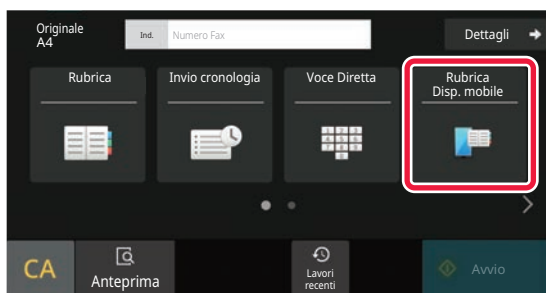 Originale
A4
Ind.
Numero Fax
Dettagli
Rubrica
Invio cronologia
Voce Diretta
Rubrica
Disp. mobile
CA
Anteprima
Lavori
recenti
Avvio